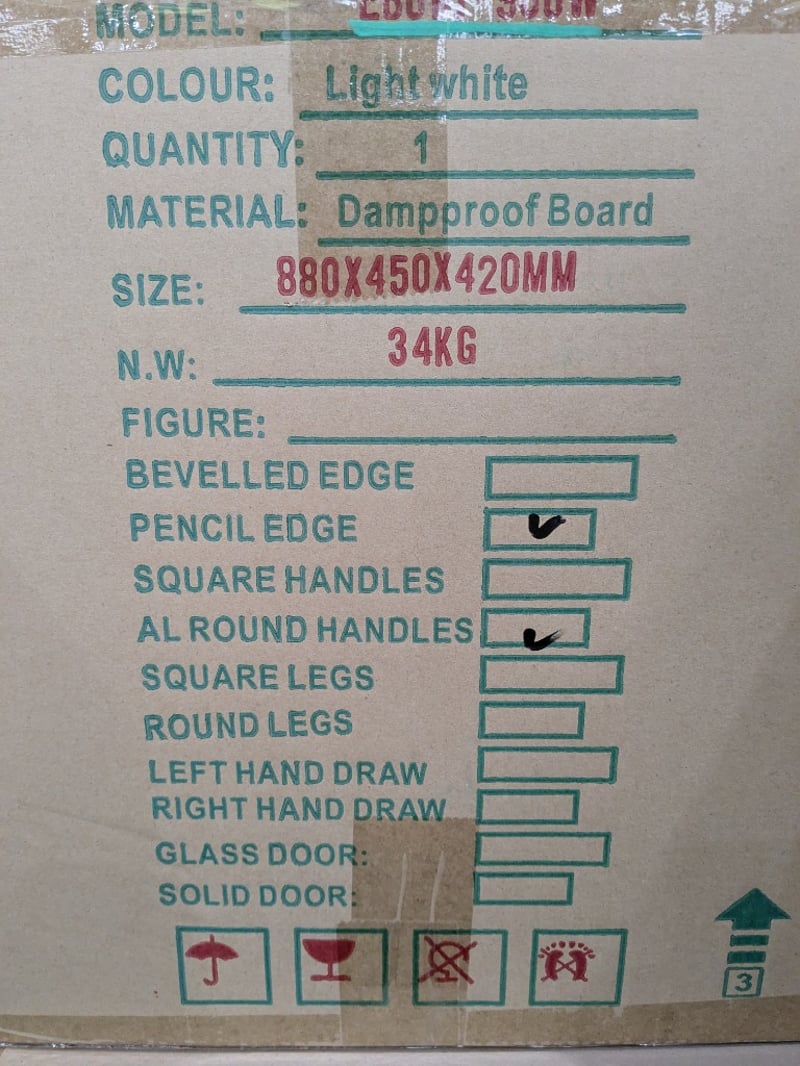 MODEL: 900W
COLOUR: Light white
QUANTITY: 1
MATERIAL: Dampproof Board
SIZE: 880X450X420MM
N.W: 34KG
FIGURE:
BEVELLED EDGE
PENCIL EDGE
SQUARE HANDLES
AL ROUND HANDLES
SQUARE LEGS
ROUND LEGS
LEFT HAND DRAW
RIGHT HAND DRAW
GLASS DOOR:
SOLID DOOR:
3